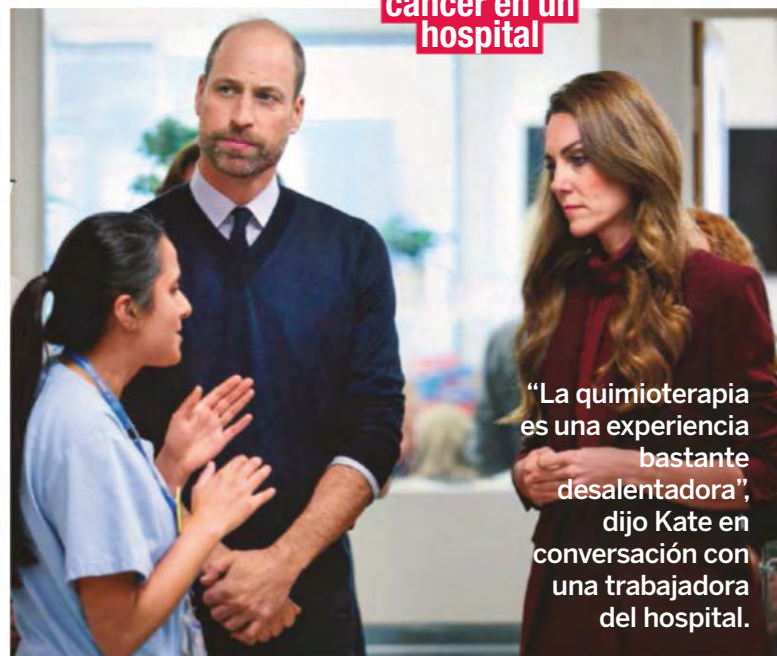 cáncer en un
hospital
“La quimioterapia
es una experiencia
bastante
desalentadora”,
dijo Kate en
conversación con
una trabajadora
del hospital.